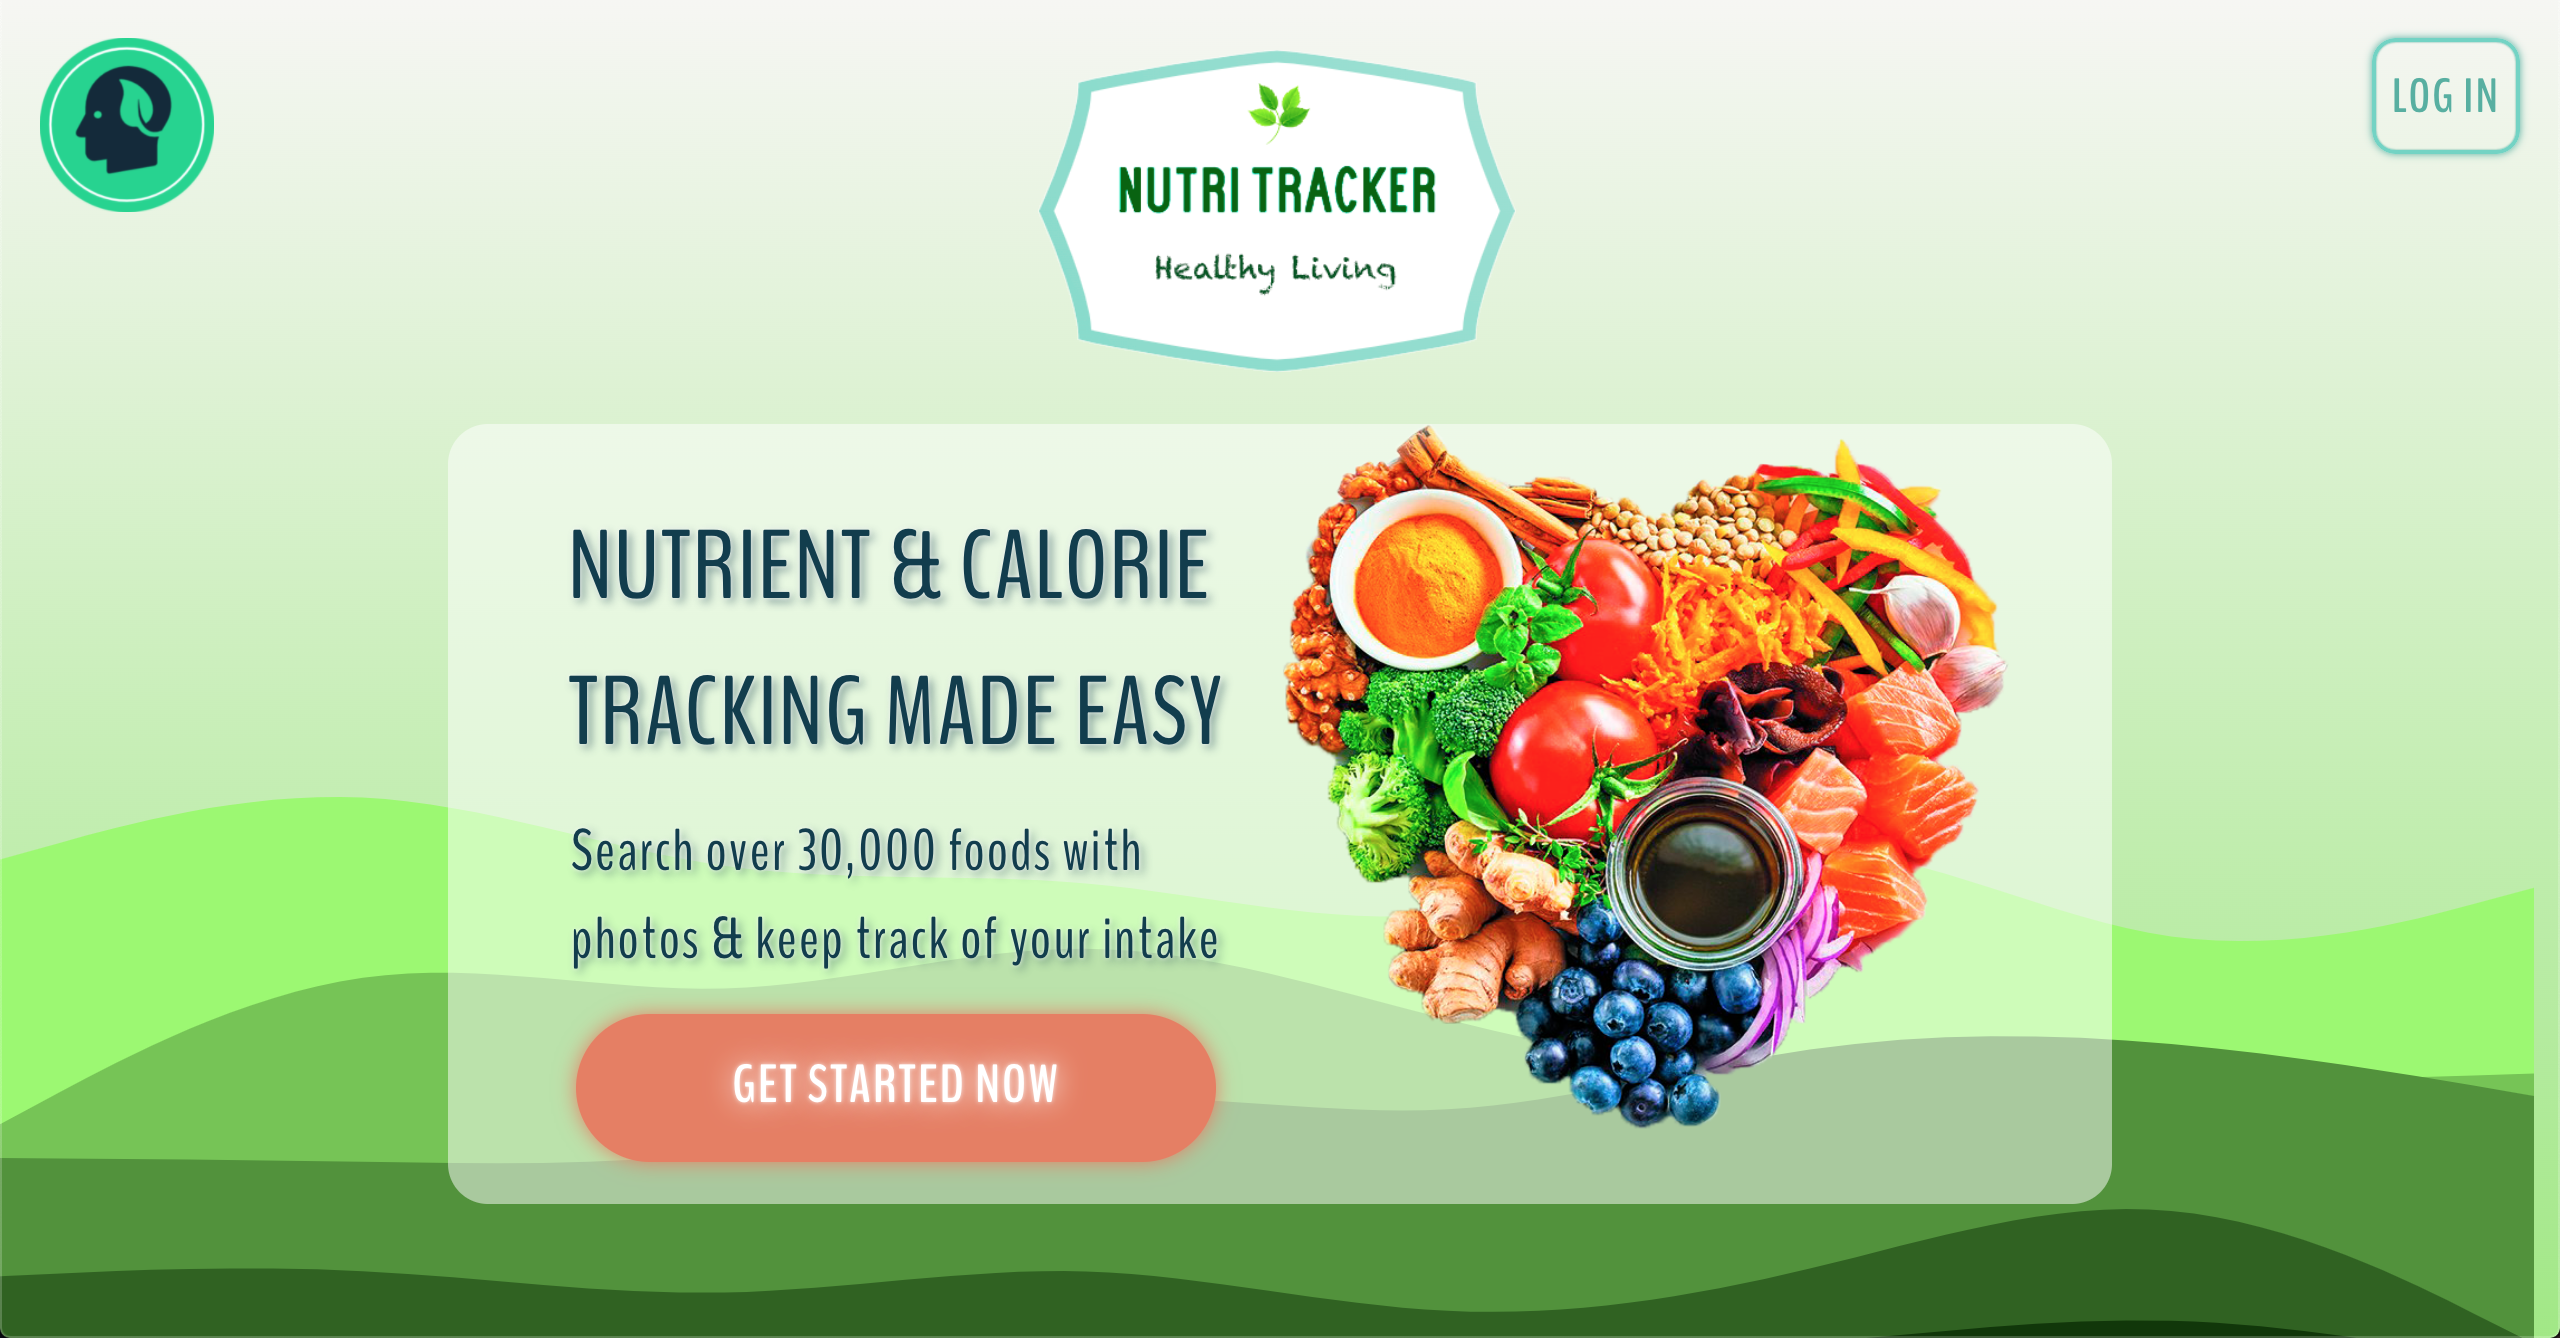 LOG IN
NUTRI TRACKER
Healthy Living
NUTRIENT & CALORIE
TRACKING MADE EASY
Search over 30,000 foods with
photos & keep track of your intake
GET STARTED NOW